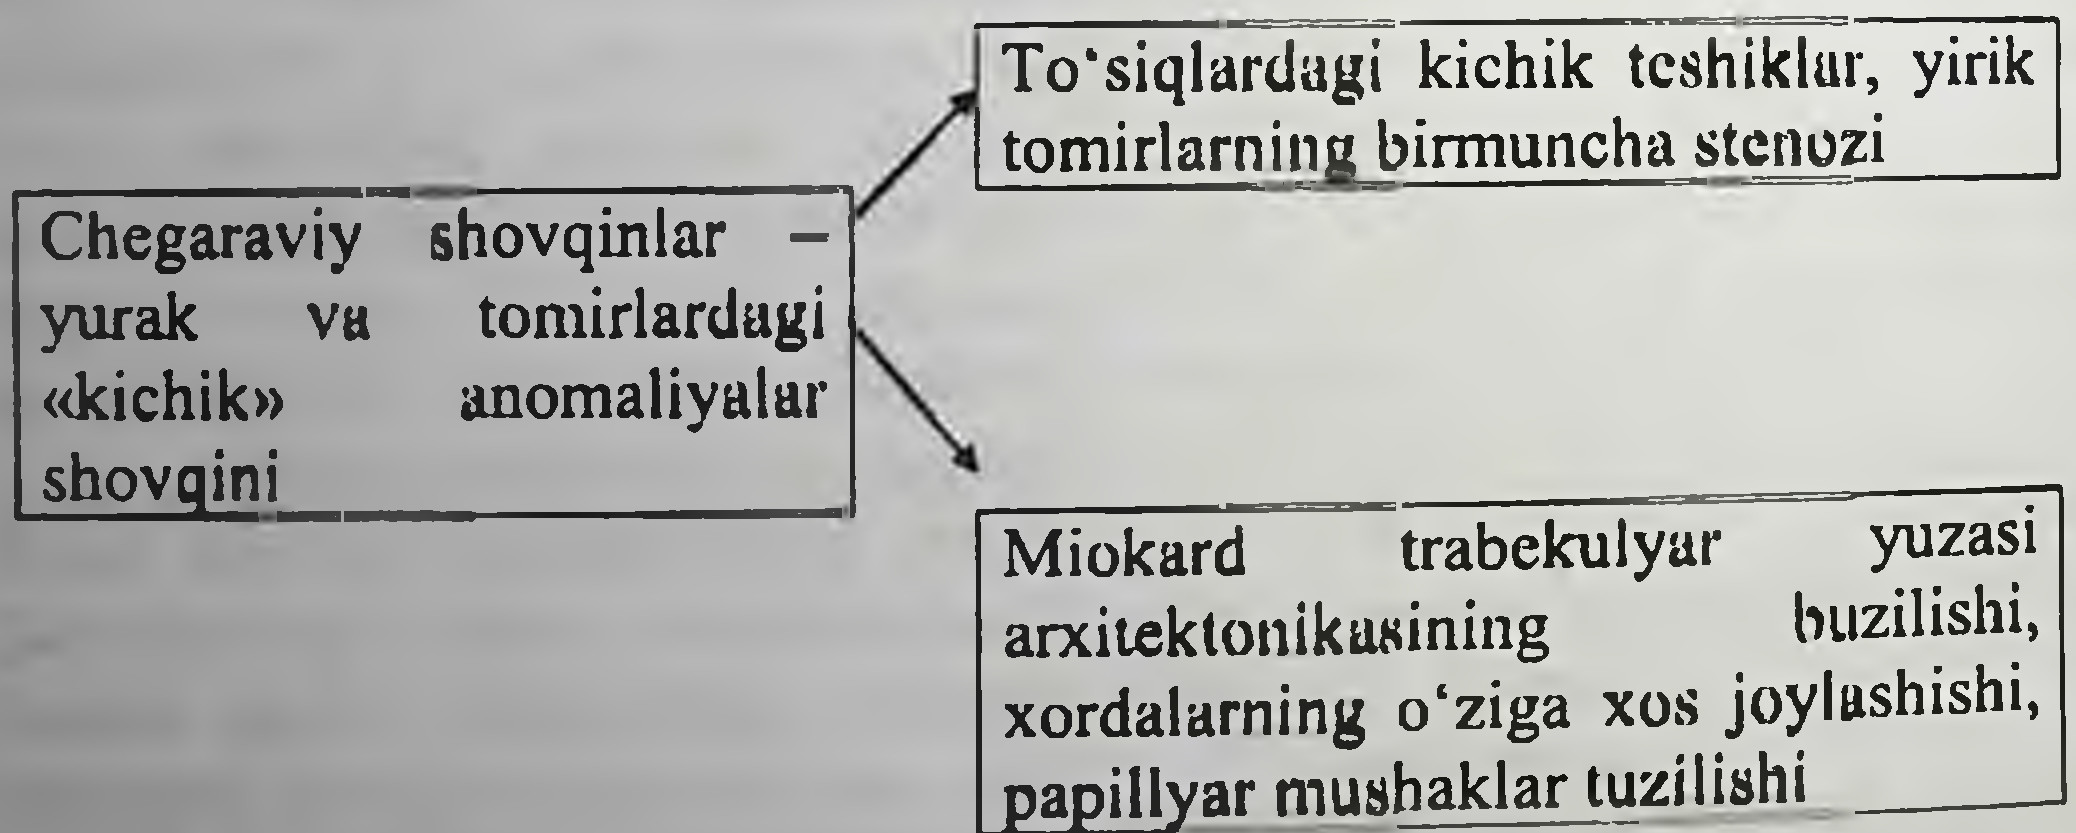 To‘siqlardagi kichik teshiklar, yirik
tomirlarning birmuncha stenozi
Chegaraviy shovqinlar –
yurak va tomirlardagi
«kichik» anomaliyalar
shovqini
Miokard trabekulyar yuzasi
arxitektonikasining buzilishi,
xordalarning o‘ziga xos joylashishi,
papillyar mushaklar tuzilishi